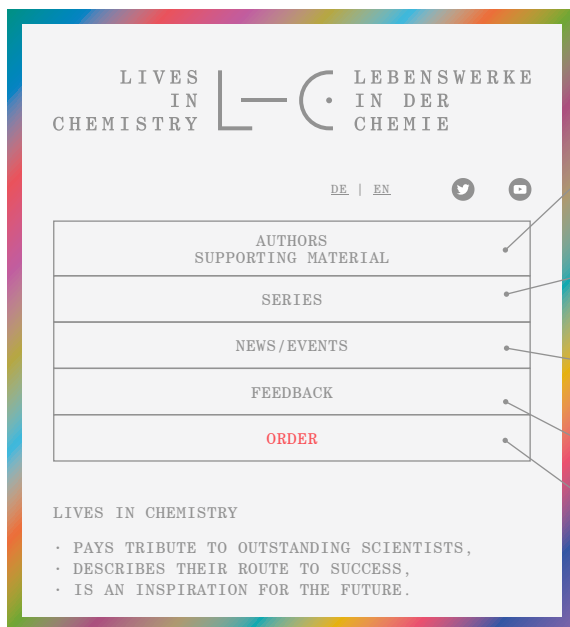 LIVES
IN
CHEMISTRY
LEBENSWERKE
IN DER
CHEMIE
DE | EN
AUTHORS
SUPPORTING MATERIAL
SERIES
NEWS/EVENTS
FEEDBACK
ORDER
LIVES IN CHEMISTRY
· PAYS TRIBUTE TO OUTSTANDING SCIENTISTS,
· DESCRIBES THEIR ROUTE TO SUCCESS,
· IS AN INSPIRATION FOR THE FUTURE.